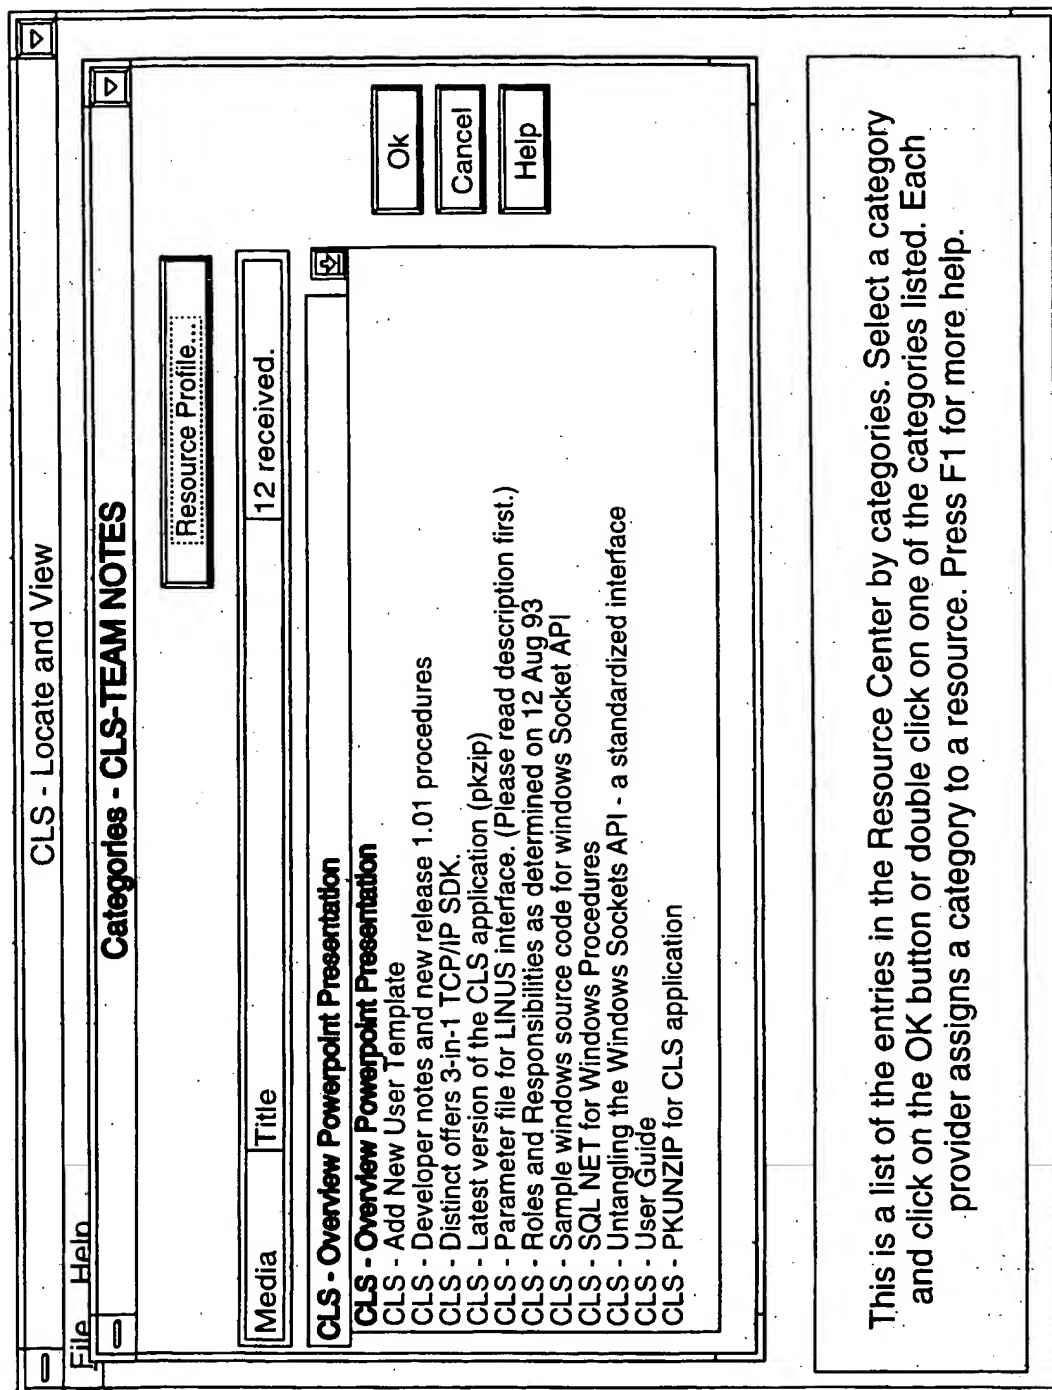 CLS - Locate and View
File Help
Categories - CLS-TEAM NOTES
Resource Profile...
Media Title 12 received.
CLS - Overview Powerpoint Presentation
CLS - Overview Powerpoint Presentation
CLS - Add New User Template
CLS - Developer notes and new release 1.01 procedures
CLS - Distinct offers 3-in-1 TCP/IP SDK.
CLS - Latest version of the CLS application (pkzip)
CLS - Parameter file for LINUS interface. (Please read description first.)
CLS - Roles and Responsibilities as determined on 12 Aug 93
CLS - Sample windows source code for windows Socket API
CLS - SQL NET for Windows Procedures
CLS - Untangling the Windows Sockets API - a standardized interface
CLS - User Guide
CLS - PKUNZIP for CLS application
Ok
Cancel
Help
This is a list of the entries in the Resource Center by categories. Select a category
and click on the OK button or double click on one of the categories listed. Each
provider assigns a category to a resource. Press F1 for more help.